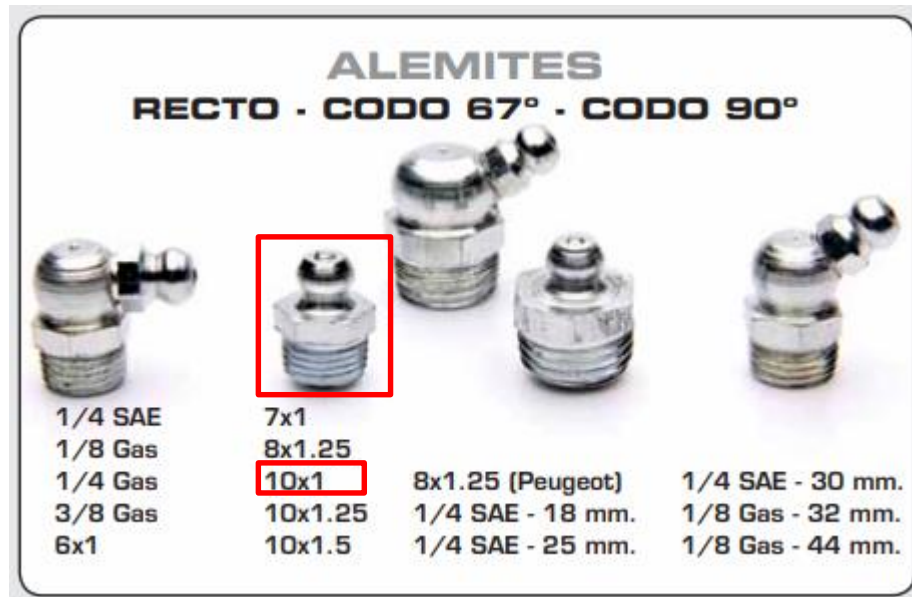 ALEMITES
RECTO - CODO 67° - CODO 90°
1/4 SAE
1/8 Gas
1/4 Gas
3/8 Gas
6x1
7x1
8x1.25
10x1
10x1.25
10x1.5
8x1.25 (Peugeot)
1/4 SAE - 18 mm.
1/4 SAE - 25 mm.
1/4 SAE - 30 mm.
1/8 Gas - 32 mm.
1/8 Gas - 44 mm.